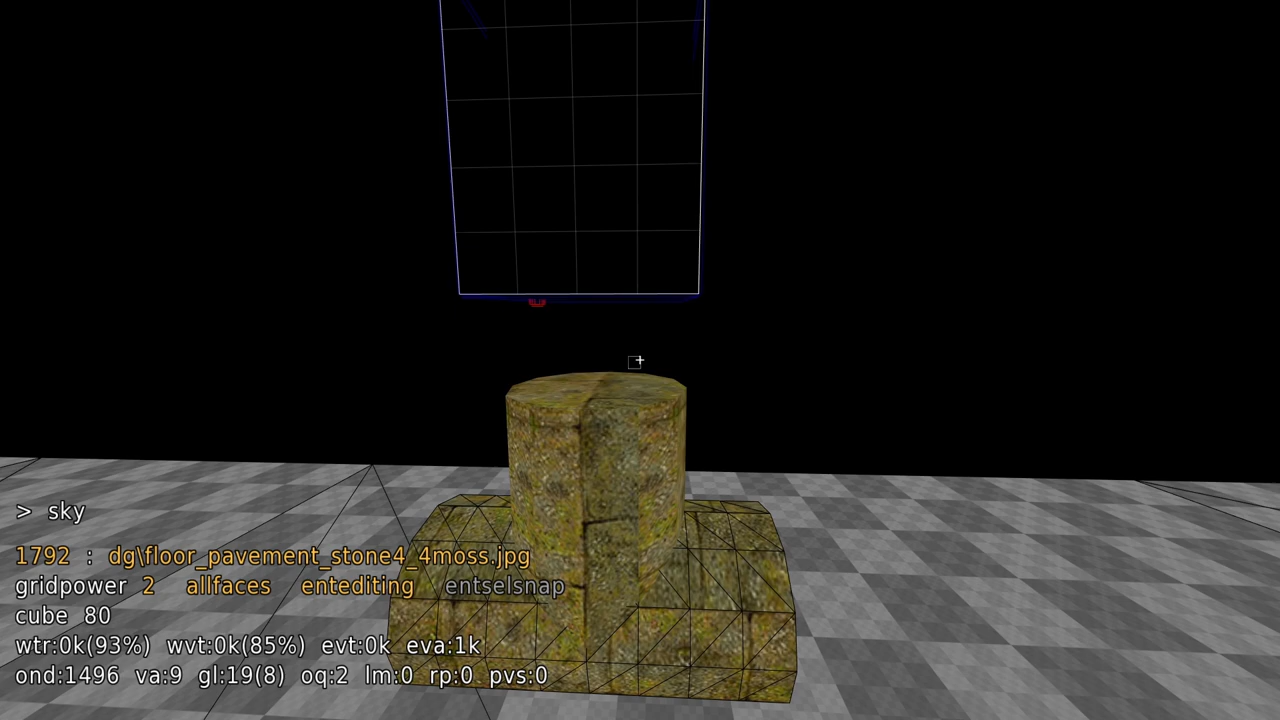 > sky
1792 : dg\floor_pavement_stone4_4moss.jpg
gridpower 2 allfaces entediting entselsnap
cube 80
wtr:0k(93%) wvt:0k(85%) evt:0k eva:1k
ond:1496 va:9 gl:19(8) oq:2 lm:0 rp:0 pvs:0